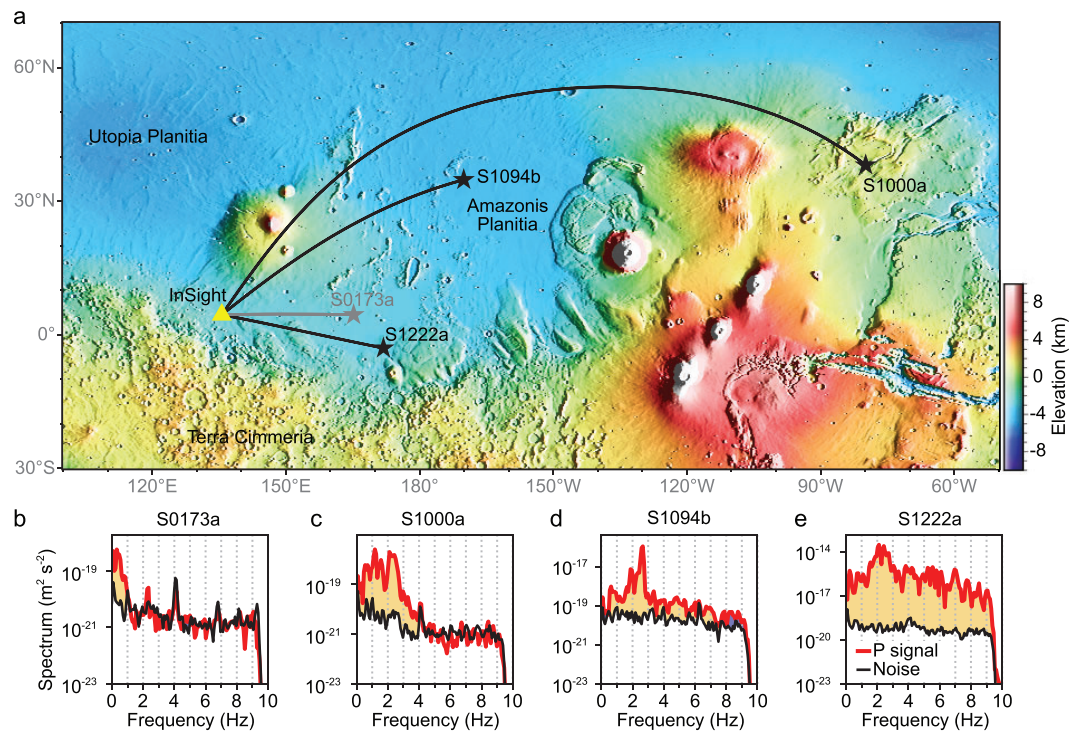 a
60°N
30°N
0°
30°S
Utopia Planitia
S1094b
Amazonis
Planitia
S1000a
InSight
S0173a
S1222a
Terra Cimmeria
8
4
0
-4
-8
Elevation (km)
120°E
150°E
180°
150°W
120°W
90°W
60°W
b
S0173a
Spectrum (m² s⁻²)
10⁻¹⁹
10⁻²¹
10⁻²³
0 2 4 6 8 10
Frequency (Hz)
c
S1000a
10⁻¹⁹
10⁻²¹
10⁻²³
0 2 4 6 8 10
Frequency (Hz)
d
S1094b
10⁻¹⁷
10⁻¹⁹
10⁻²¹
10⁻²³
0 2 4 6 8 10
Frequency (Hz)
e
S1222a
10⁻¹⁴
10⁻¹⁷
10⁻²⁰
10⁻²³
P signal
Noise
0 2 4 6 8 10
Frequency (Hz)